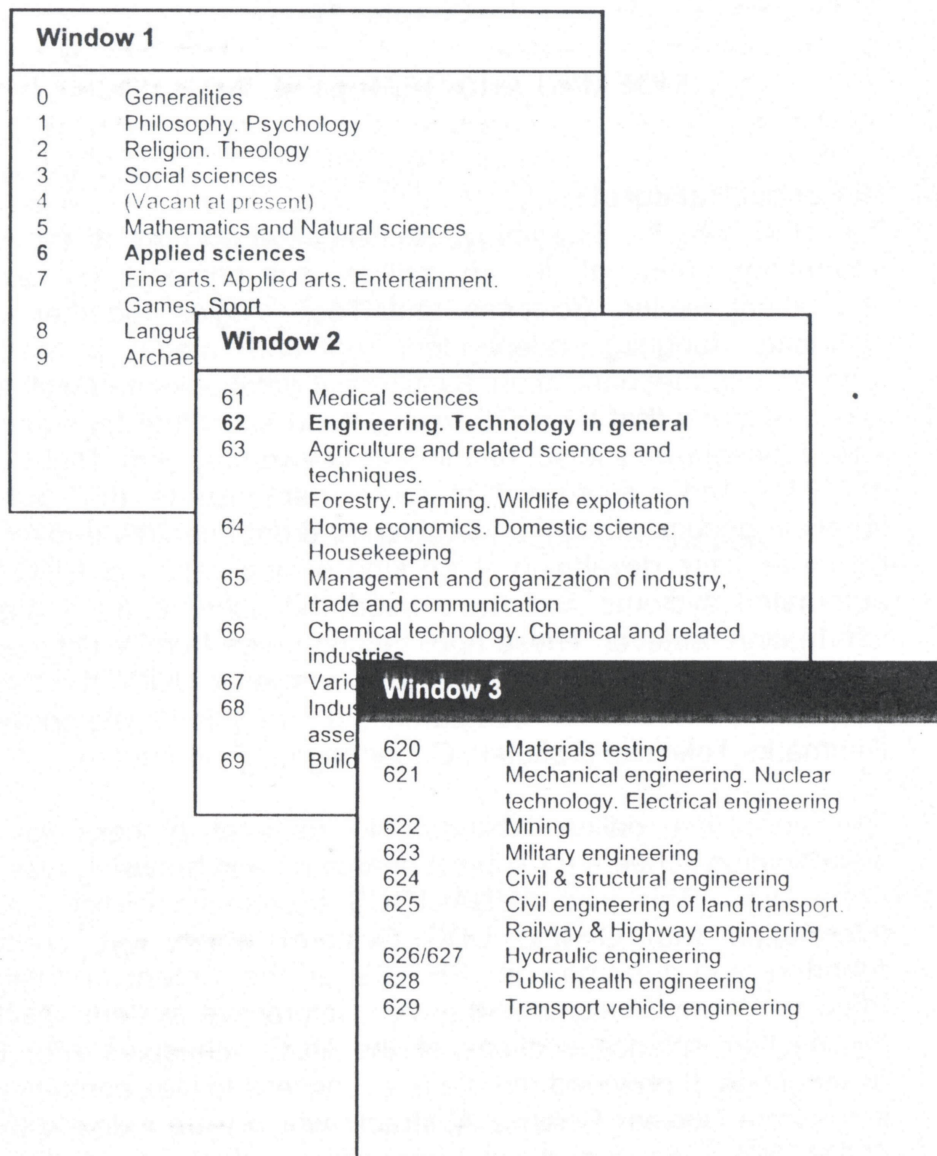 Window 1
0 Generalities
1 Philosophy. Psychology
2 Religion. Theology
3 Social sciences
4 (Vacant at present)
5 Mathematics and Natural sciences
6 Applied sciences
7 Fine arts. Applied arts. Entertainment.
Games. Sport
8 Langua
9 Archae
Window 2
61 Medical sciences
62 Engineering. Technology in general
63 Agriculture and related sciences and
techniques.
Forestry. Farming. Wildlife exploitation
64 Home economics. Domestic science.
Housekeeping
65 Management and organization of industry,
trade and communication
66 Chemical technology. Chemical and related
industries
67 Vario
68 Indus
asse
69 Build
Window 3
620 Materials testing
621 Mechanical engineering. Nuclear
technology. Electrical engineering
622 Mining
623 Military engineering
624 Civil & structural engineering
625 Civil engineering of land transport.
Railway & Highway engineering
626/627 Hydraulic engineering
628 Public health engineering
629 Transport vehicle engineering